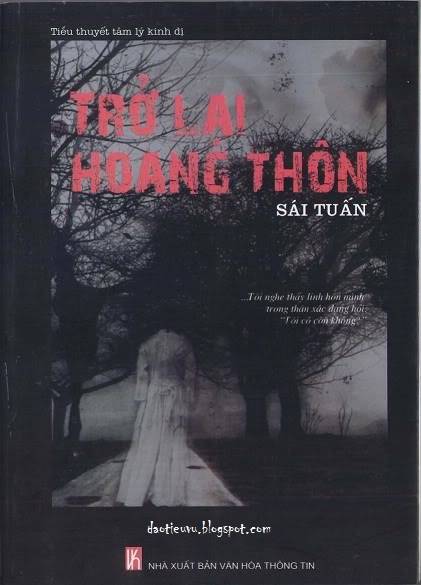 Tiểu thuyết tâm lý kinh dị
TRỞ LẠI
HOANG THÔN
SÁI TUẤN
...Tôi nghe thấy linh hồn mình
trong thân xác đang hỏi:
"Tôi có còn không?"
daotieuvu.blogspot.com
NHÀ XUẤT BẢN VĂN HÓA THÔNG TIN